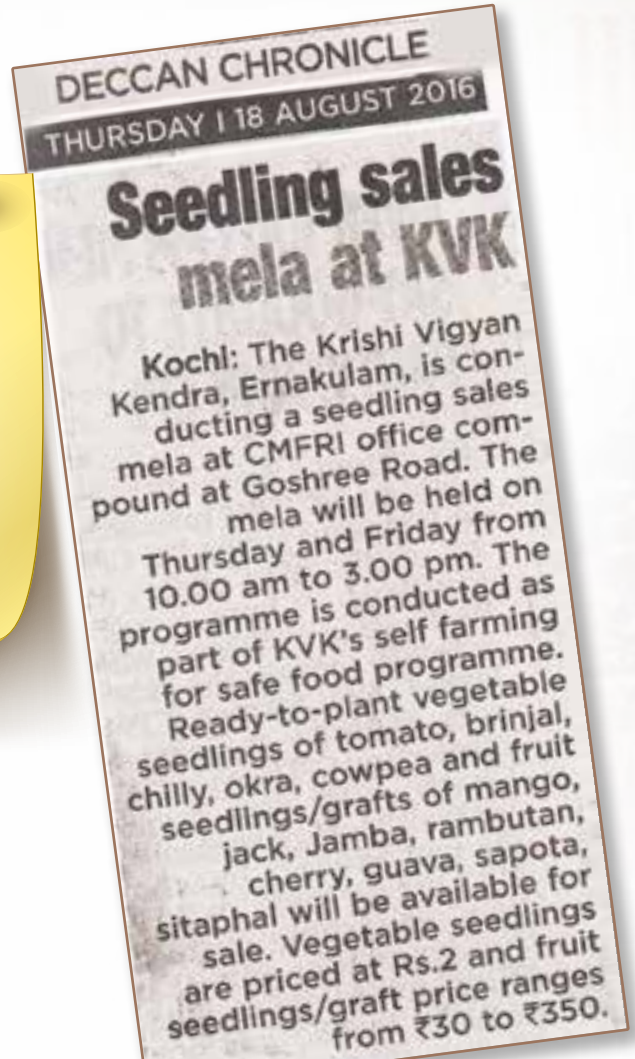 DECCAN CHRONICLE
THURSDAY I 18 AUGUST 2016
Seedling sales
mela at KVK
Kochi: The Krishi Vigyan
Kendra, Ernakulam, is con-
ducting a seedling sales
mela at CMFRI office com-
pound at Goshree Road. The
mela will be held on
Thursday and Friday from
10.00 am to 3.00 pm. The
programme is conducted as
part of KVK's self farming
for safe food programme.
Ready-to-plant vegetable
seedlings of tomato, brinjal,
chilly, okra, cowpea and fruit
seedlings/grafts of mango,
jack, Jamba, rambutan,
cherry, guava, sapota,
sitaphal will be available for
sale. Vegetable seedlings
are priced at Rs.2 and fruit
seedlings/graft price ranges
from ₹30 to ₹350.